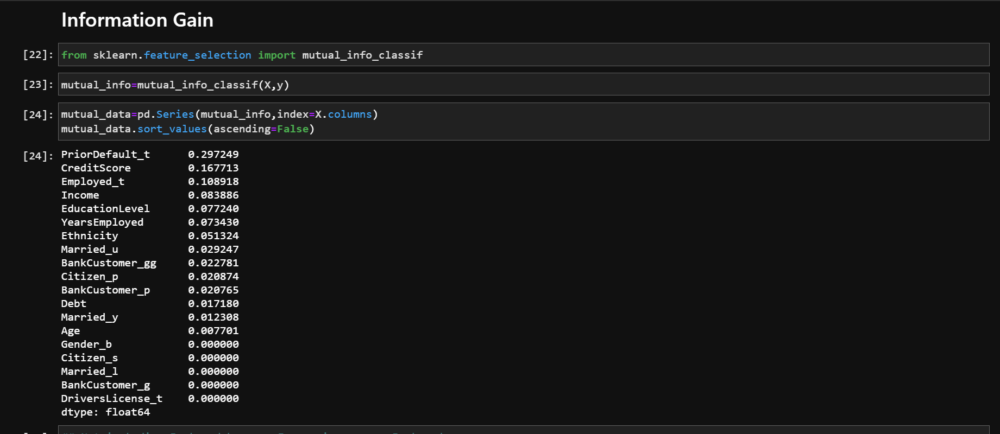 Information Gain
[22]: from sklearn.feature_selection import mutual_info_classif
[23]: mutual_info=mutual_info_classif(X,y)
[24]: mutual_data=pd.Series(mutual_info,index=X.columns)
mutual_data.sort_values(ascending=False)
[24]: PriorDefault_t 0.297249
CreditScore 0.167713
Employed_t 0.108918
Income 0.083886
EducationLevel 0.077240
YearsEmployed 0.073430
Ethnicity 0.051324
Married_u 0.029247
BankCustomer_gg 0.022781
Citizen_p 0.020874
BankCustomer_p 0.020765
Debt 0.017180
Married_y 0.012308
Age 0.007701
Gender_b 0.000000
Citizen_s 0.000000
Married_l 0.000000
BankCustomer_g 0.000000
DriversLicense_t 0.000000
dtype: float64